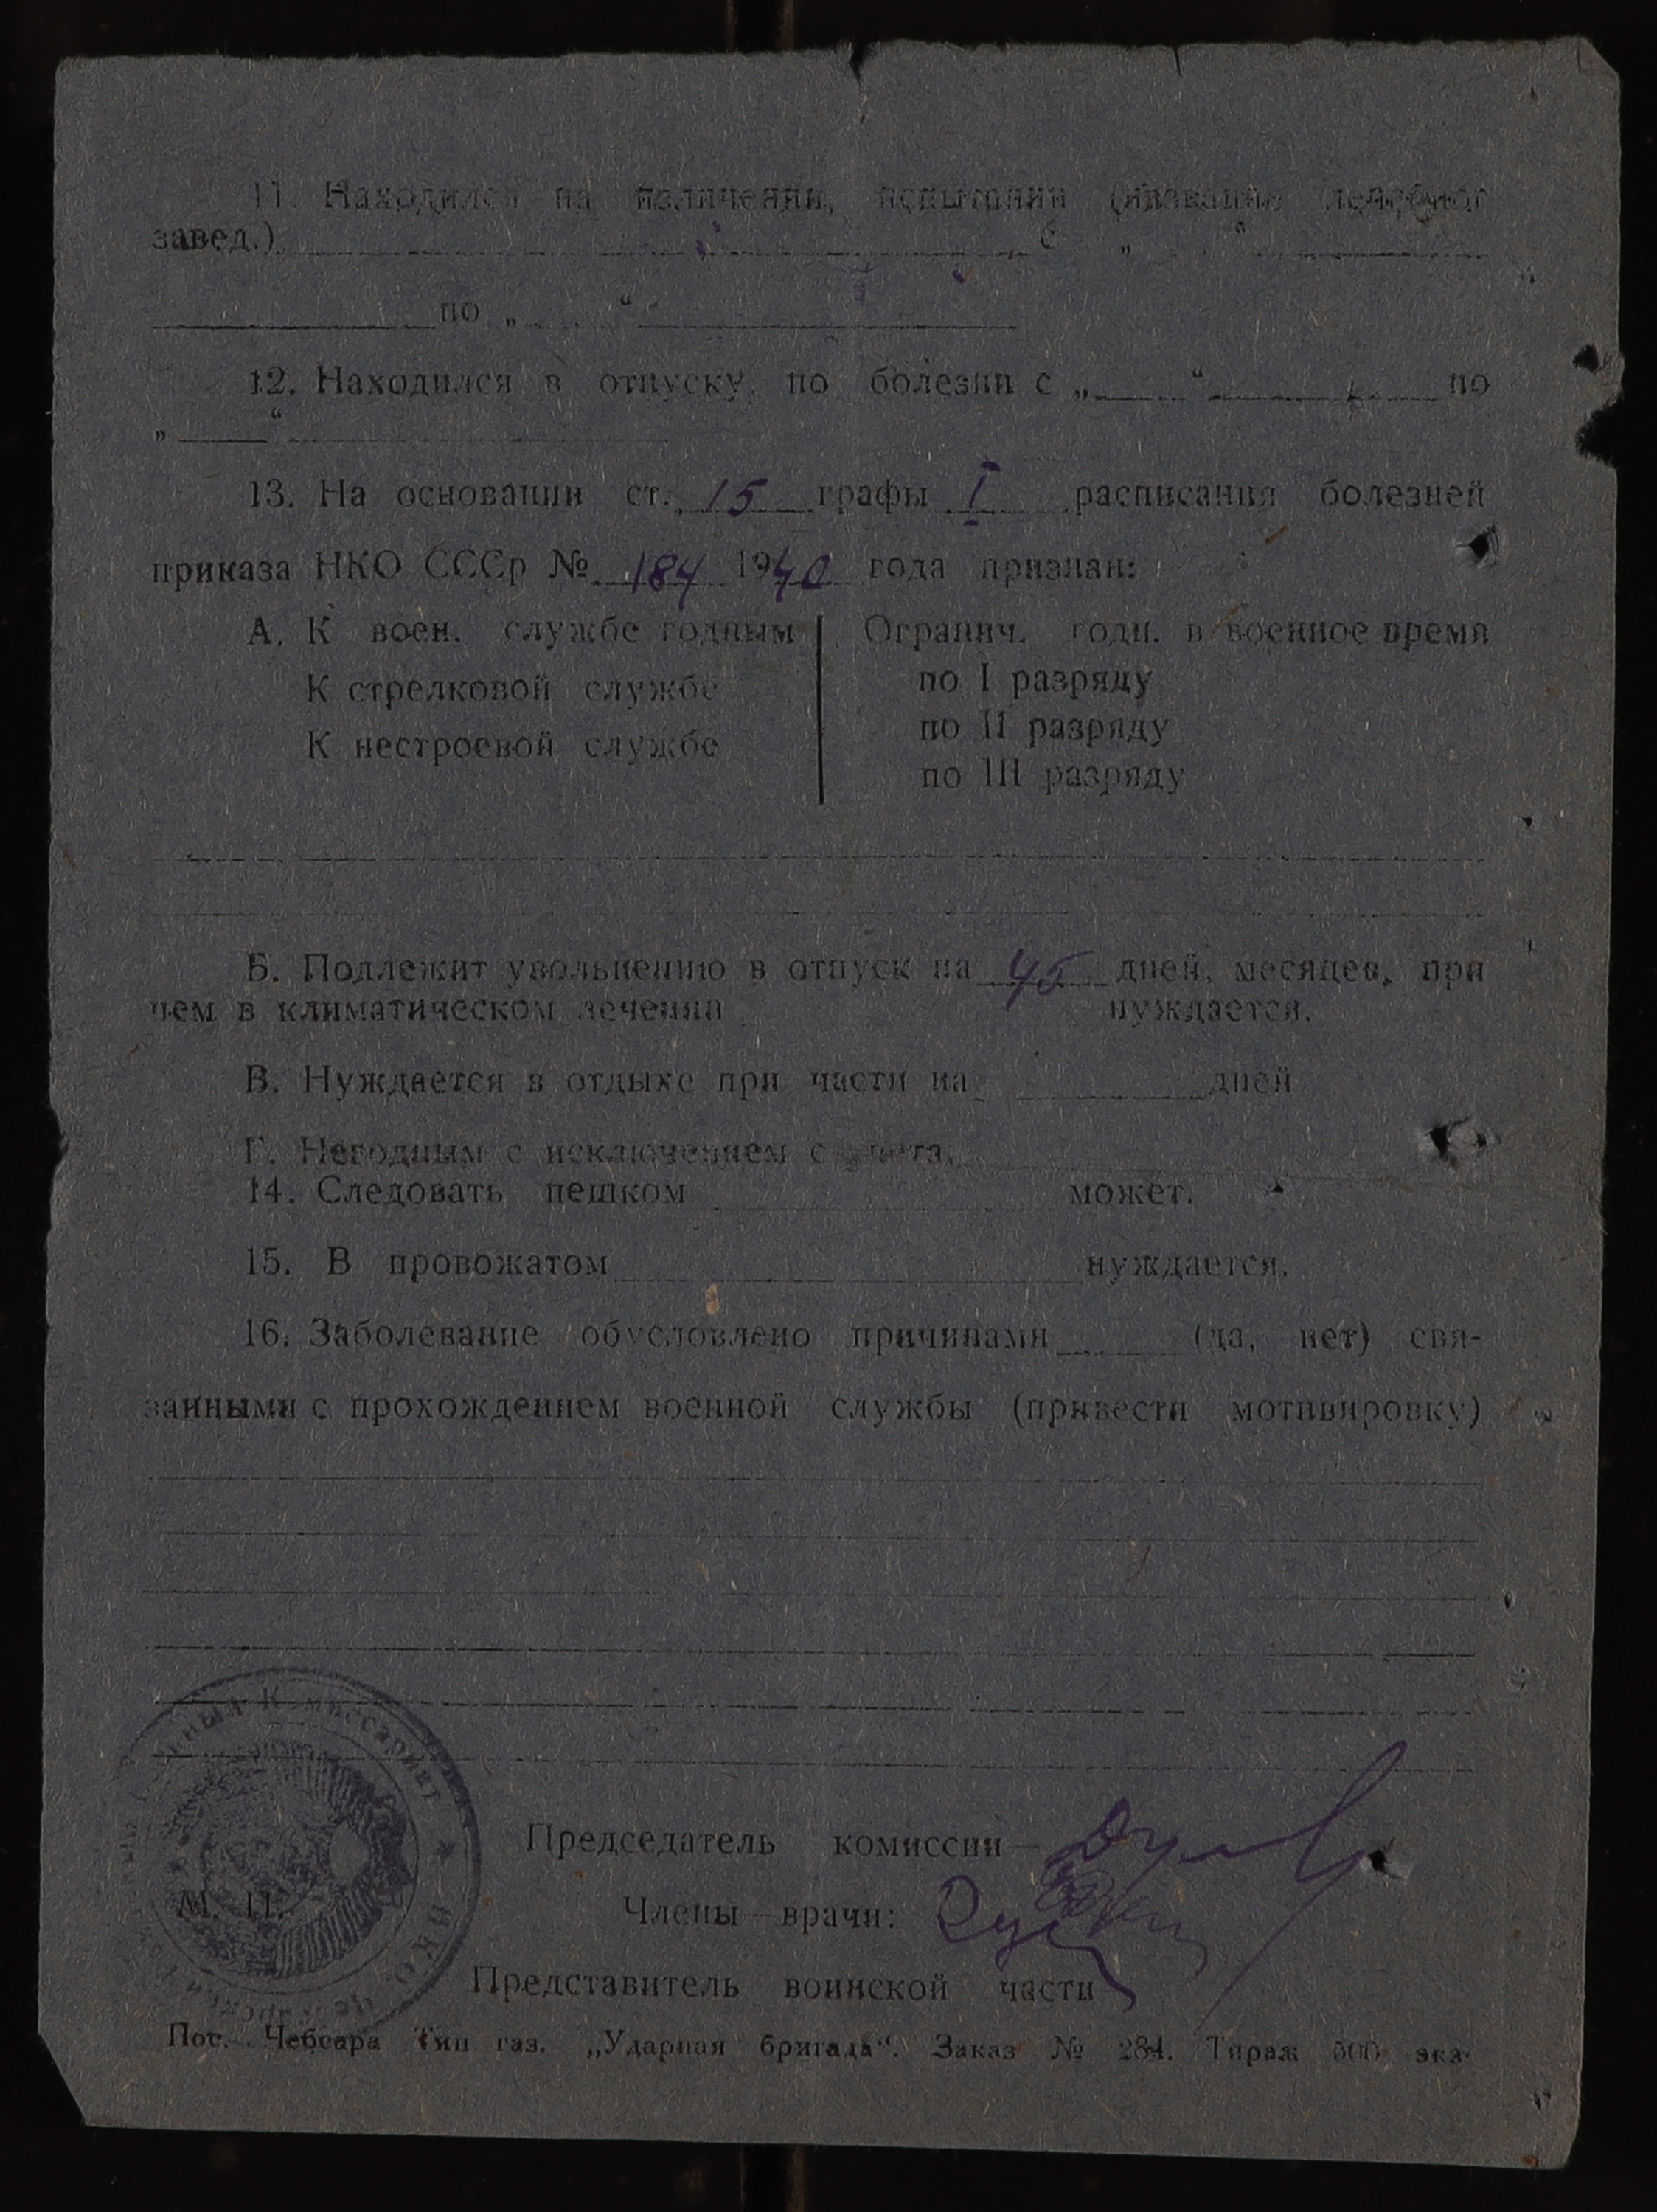 11. Находился на излечении, испытании (название лечебног
завед.) с „ “
по „ “
12. Находился в отпуску, по болезни с „ “ по
„ “
13. На основании ст. 15 графы I расписания болезней
приказа НКО СССр № 184 1940 года признан:
А. К воен. службе годным Огранич. годн. в военное время
К стрелковой службе по I разряду
К нестроевой службе по II разряду
по III разряду
Б. Подлежит увольнению в отпуск на 45 дней, месяцев, при
чем в климатическом лечении нуждается.
В. Нуждается в отдыхе при части на дней
Г. Негодным с исключением с учета.
14. Следовать пешком может.
15. В провожатом нуждается.
16. Заболевание обусловлено причинами (да, нет) свя-
занными с прохождением военной службы (привести мотивировку)
Комиссариат ★ НКО
Председатель комиссии—
М. П.
Члены—врачи:
Представитель воинской части
Пос. Чебсара Тип газ. „Ударная бригада“. Заказ № 284. Тираж 500 экз.